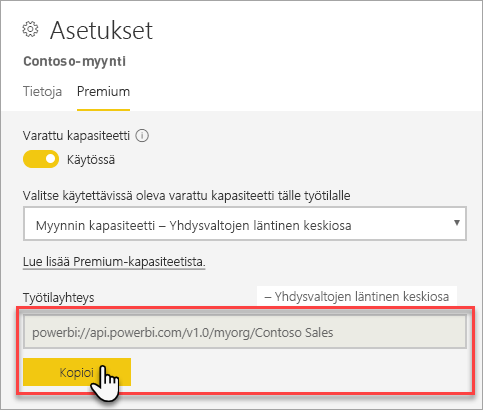 Asetukset
Contoso-myynti
Tietoja Premium
Varattu kapasiteetti
Käytössä
Valitse käytettävissä oleva varattu kapasiteetti tälle työtilalle
Myynnin kapasiteetti – Yhdysvaltojen läntinen keskiosa
Lue lisää Premium-kapasiteetista.
Työtilayhteys – Yhdysvaltojen läntinen keskiosa
powerbi://api.powerbi.com/v1.0/myorg/Contoso Sales
Kopioi